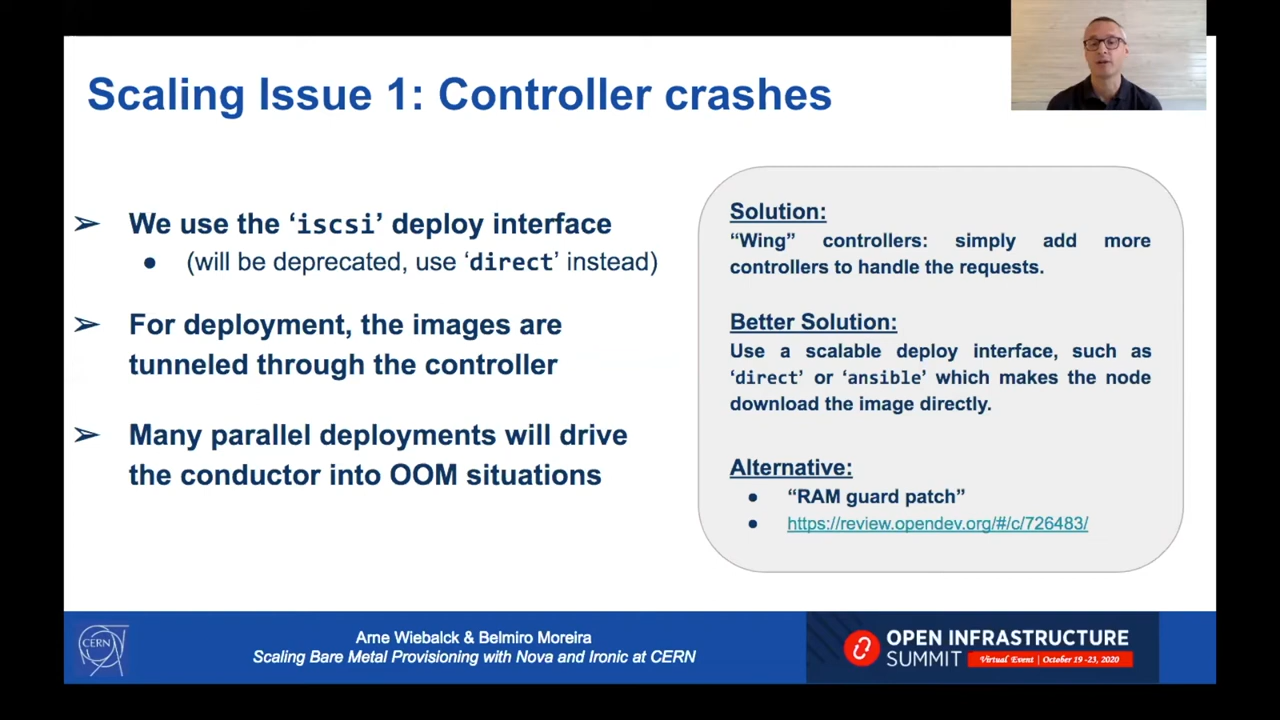 Scaling Issue 1: Controller crashes
➢ We use the ‘iscsi’ deploy interface
● (will be deprecated, use ‘direct’ instead)
➢ For deployment, the images are
tunneled through the controller
➢ Many parallel deployments will drive
the conductor into OOM situations
Solution:
“Wing” controllers: simply add more
controllers to handle the requests.
Better Solution:
Use a scalable deploy interface, such as
‘direct’ or ‘ansible’ which makes the node
download the image directly.
Alternative:
● “RAM guard patch”
● https://review.opendev.org/#/c/726483/
CERN
Arne Wiebalck & Belmiro Moreira
Scaling Bare Metal Provisioning with Nova and Ironic at CERN
OPEN INFRASTRUCTURE
SUMMIT Virtual Event | October 19 -23, 2020